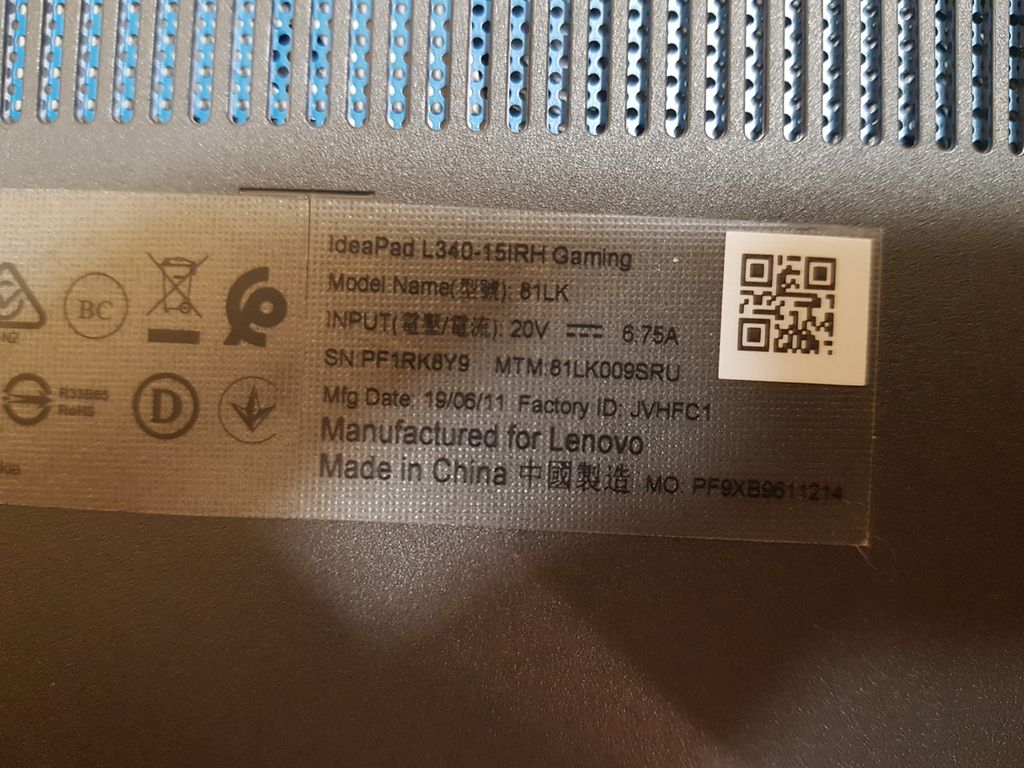 IdeaPad L340-15IRH Gaming
Model Name(型號): 81LK
INPUT(電壓/電流): 20V ⎓ 6.75A
SN:PF1RK8Y9 MTM:81LK009SRU
Mfg Date: 19/06/11 Factory ID: JVHFC1
Manufactured for Lenovo
Made in China 中國製造 MO: PF9XB9611214
BC
NZ
R33B65
RoHS
D